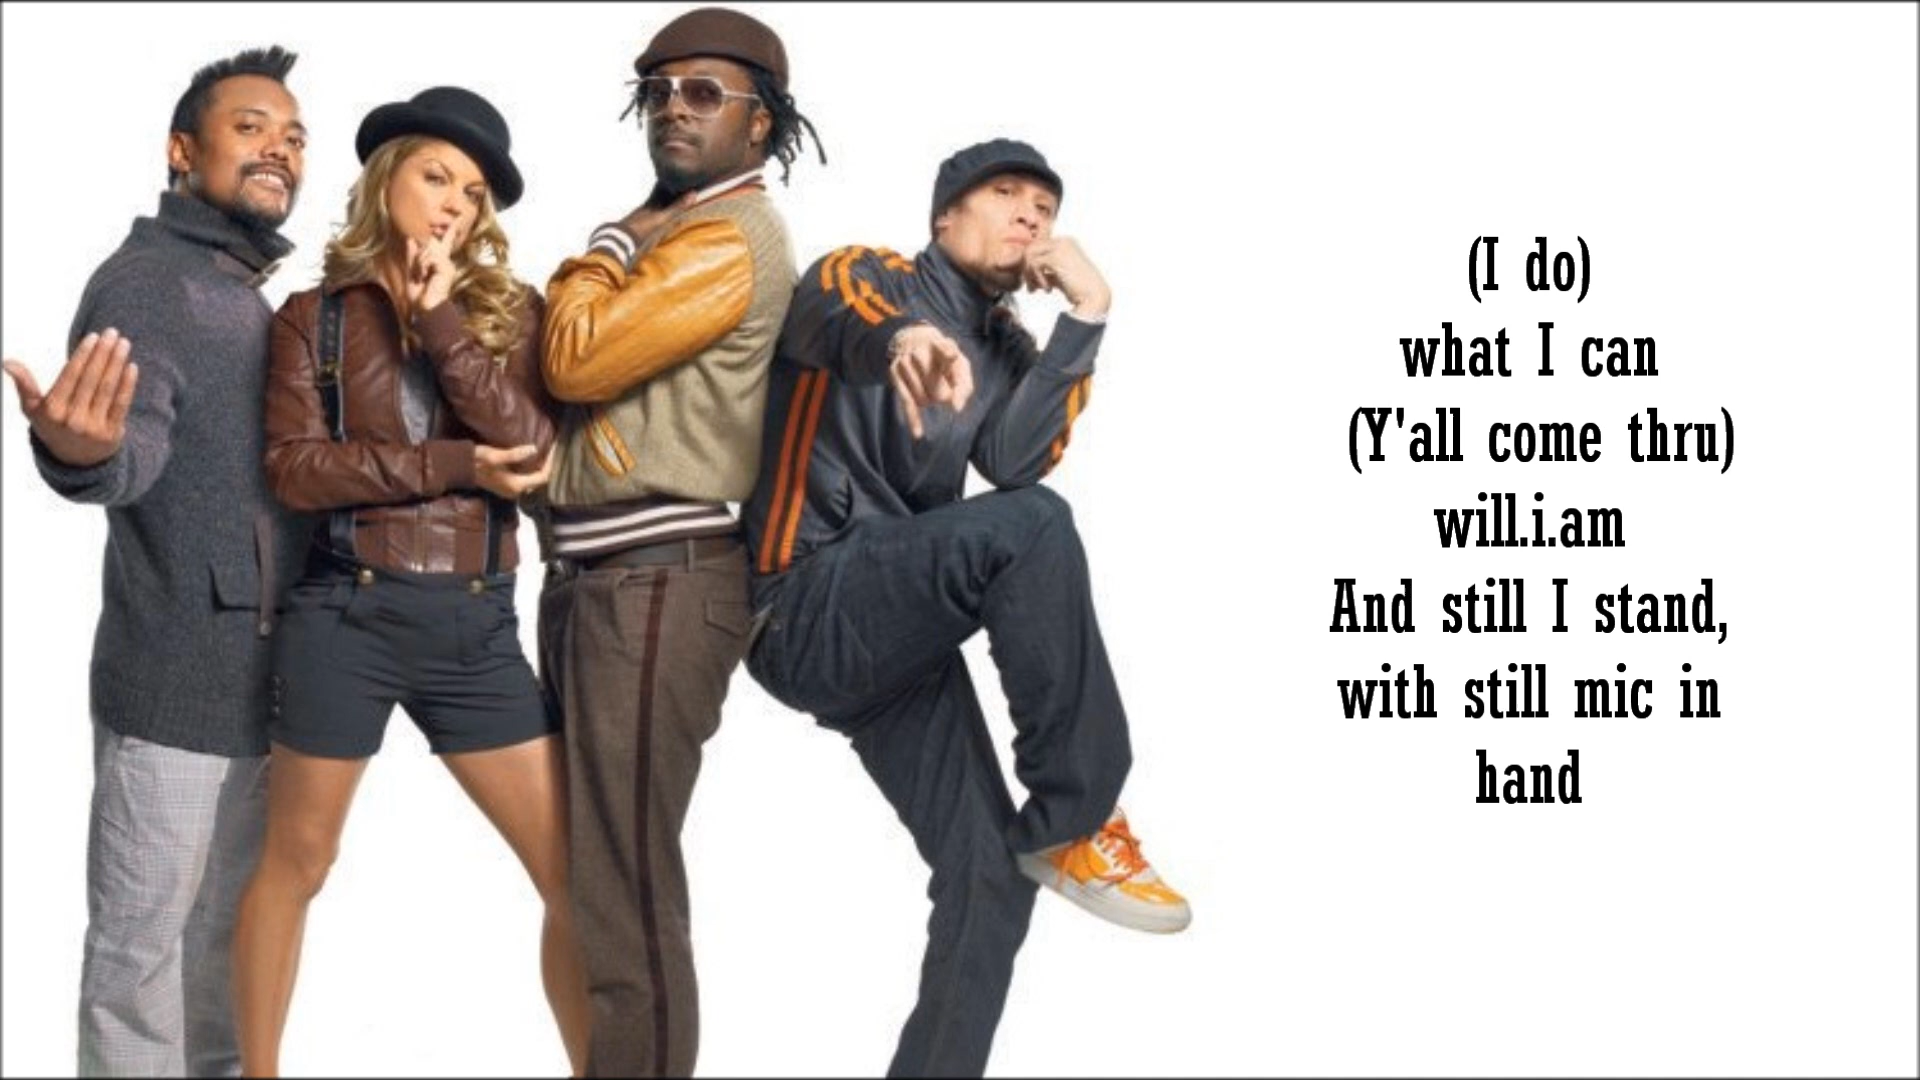 (I do)
what I can
(Y'all come thru)
will.i.am
And still I stand,
with still mic in
hand